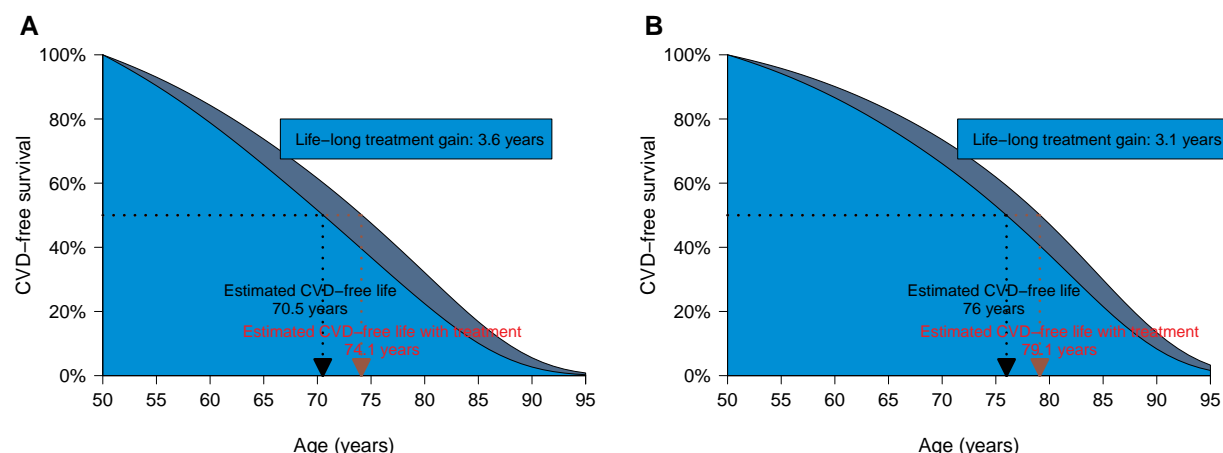 A
100%
80%
60%
40%
20%
0%
CVD−free survival
Life−long treatment gain: 3.6 years
Estimated CVD−free life
70.5 years
Estimated CVD−free life with treatment
74.1 years
50 55 60 65 70 75 80 85 90 95
Age (years)
B
100%
80%
60%
40%
20%
0%
CVD−free survival
Life−long treatment gain: 3.1 years
Estimated CVD−free life
76 years
Estimated CVD−free life with treatment
79.1 years
50 55 60 65 70 75 80 85 90 95
Age (years)